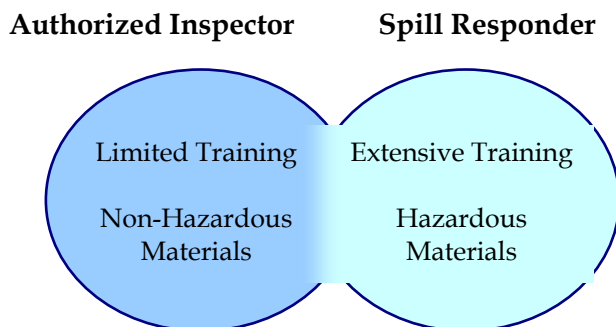 Authorized Inspector
Spill Responder
Limited Training
Non-Hazardous
Materials
Extensive Training
Hazardous
Materials